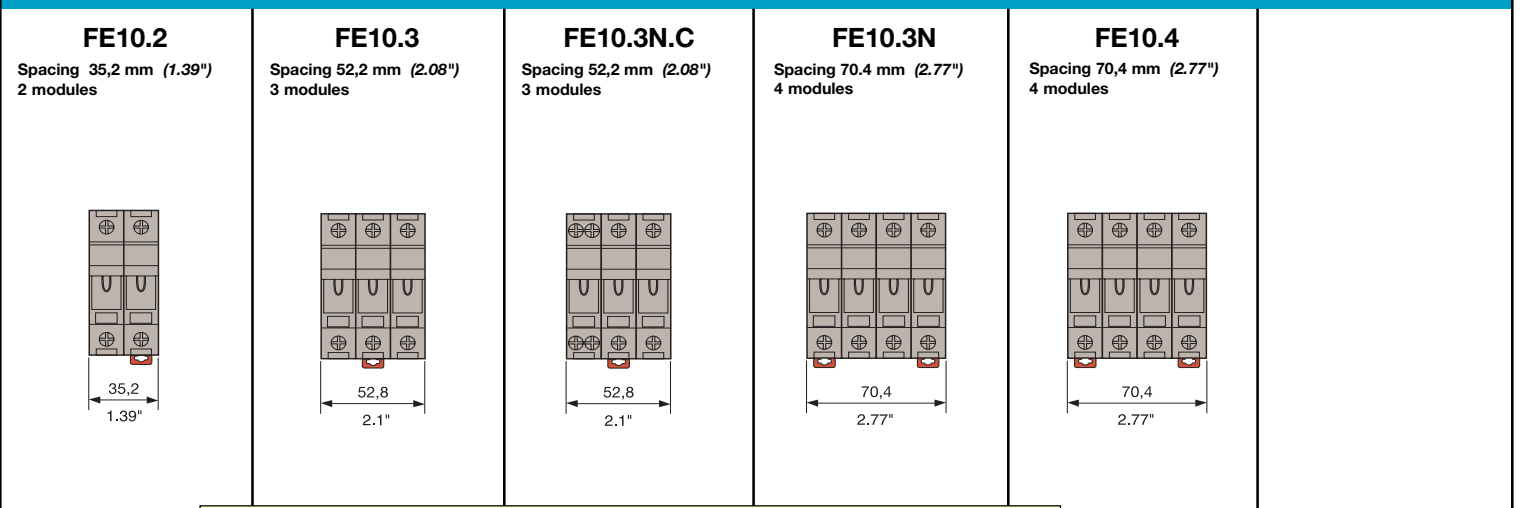 FE10.2
Spacing 35,2 mm (1.39")
2 modules
35,2
1.39"
FE10.3
Spacing 52,2 mm (2.08")
3 modules
52,8
2.1"
FE10.3N.C
Spacing 52,2 mm (2.08")
3 modules
52,8
2.1"
FE10.3N
Spacing 70.4 mm (2.77")
4 modules
70,4
2.77"
FE10.4
Spacing 70,4 mm (2.77")
4 modules
70,4
2.77"